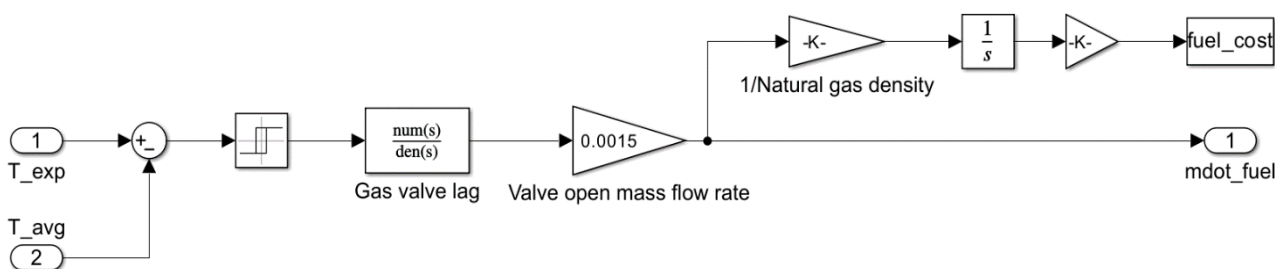 -K-
1
s
-K-
fuel_cost
1/Natural gas density
1
T_exp
+
−
num(s)
den(s)
Gas valve lag
0.0015
Valve open mass flow rate
1
mdot_fuel
T_avg
2